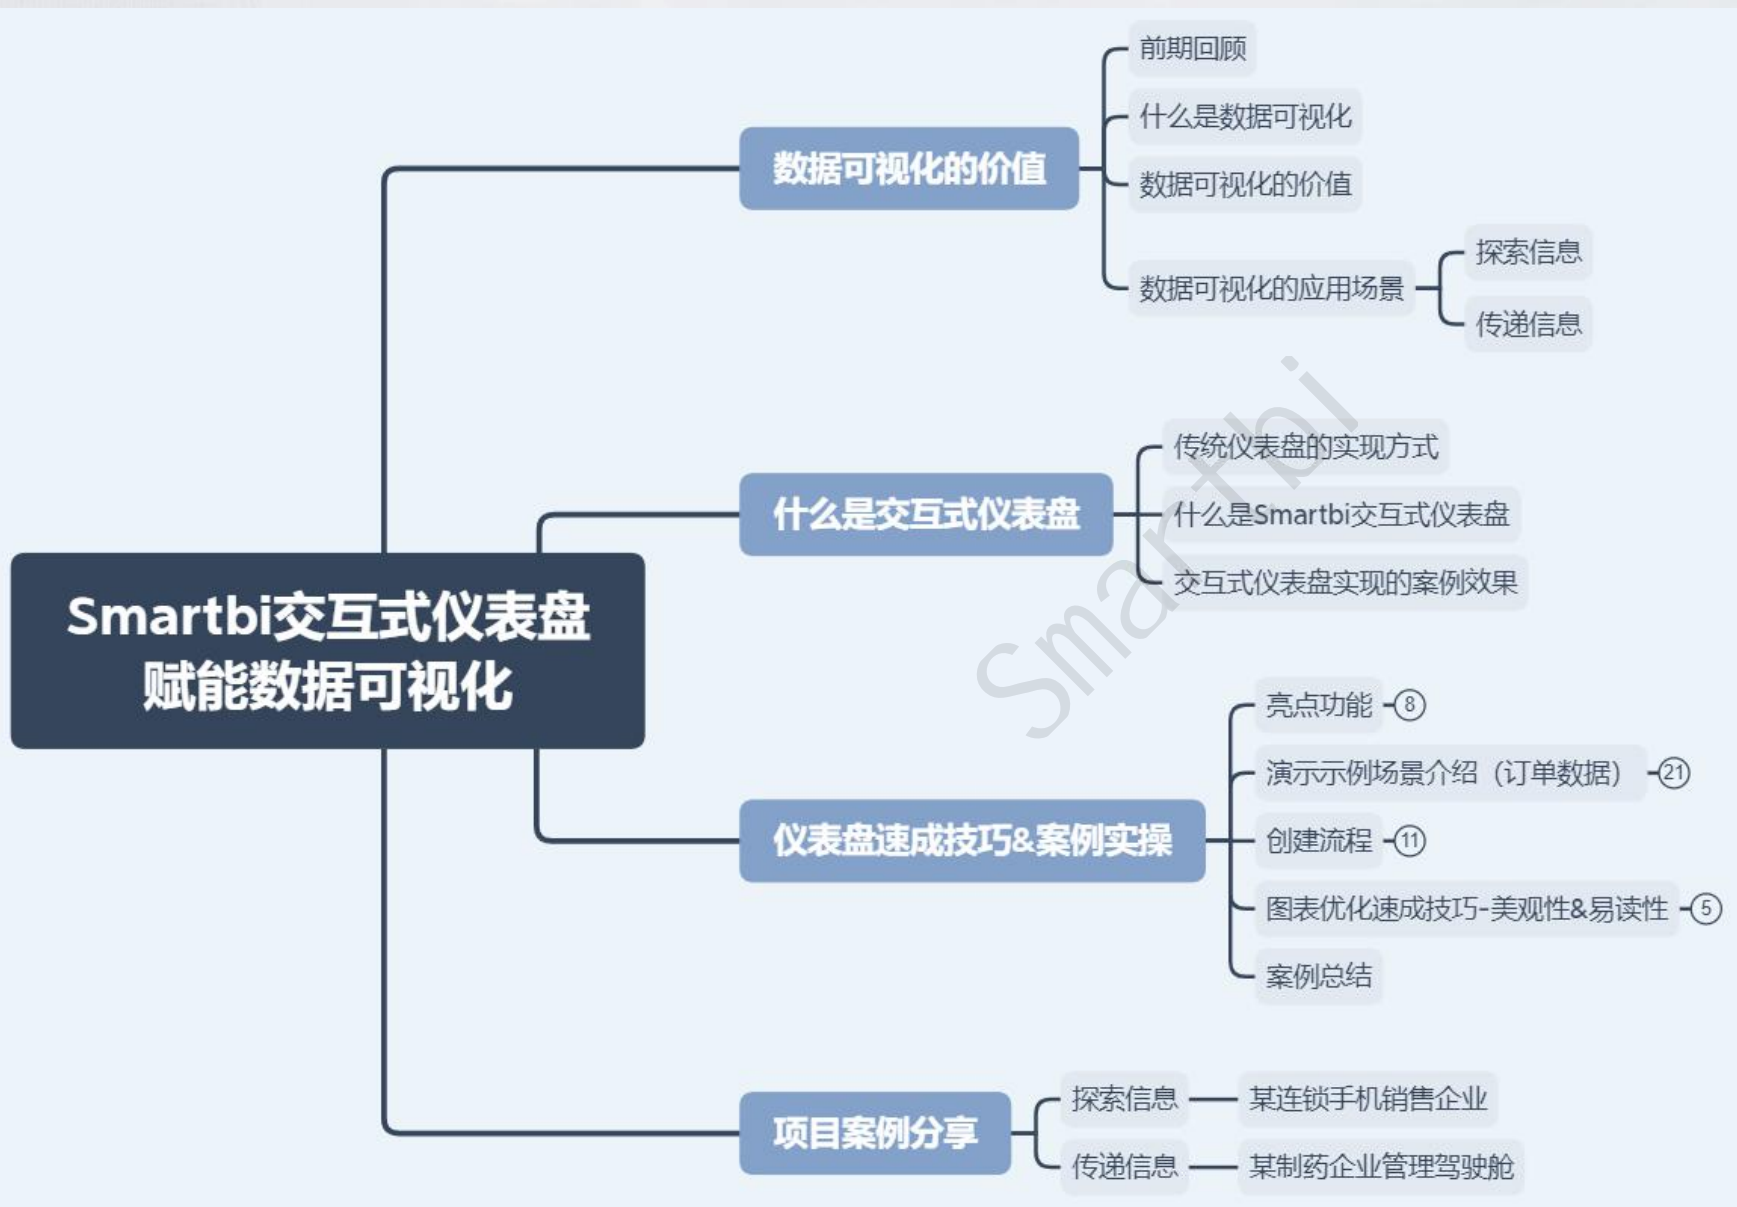 Smartbi交互式仪表盘
赋能数据可视化
数据可视化的价值
前期回顾
什么是数据可视化
数据可视化的价值
数据可视化的应用场景
探索信息
传递信息
什么是交互式仪表盘
传统仪表盘的实现方式
什么是Smartbi交互式仪表盘
交互式仪表盘实现的案例效果
仪表盘速成技巧&案例实操
亮点功能 8
演示示例场景介绍（订单数据） 21
创建流程 11
图表优化速成技巧-美观性&易读性 5
案例总结
项目案例分享
探索信息
某连锁手机销售企业
传递信息
某制药企业管理驾驶舱
Smartbi